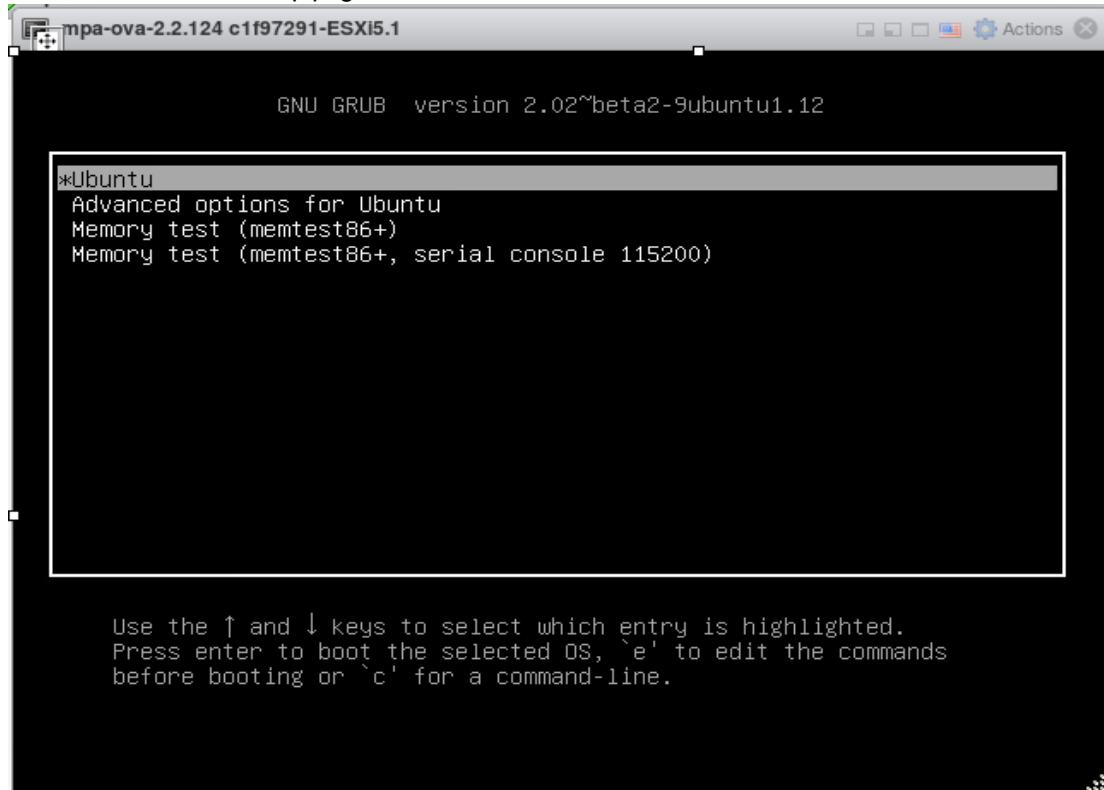 mpa-ova-2.2.124 c1f97291-ESXi5.1 Actions
GNU GRUB version 2.02~beta2-9ubuntu1.12
*Ubuntu
Advanced options for Ubuntu
Memory test (memtest86+)
Memory test (memtest86+, serial console 115200)
Use the ↑ and ↓ keys to select which entry is highlighted.
Press enter to boot the selected OS, `e' to edit the commands
before booting or `c' for a command-line.